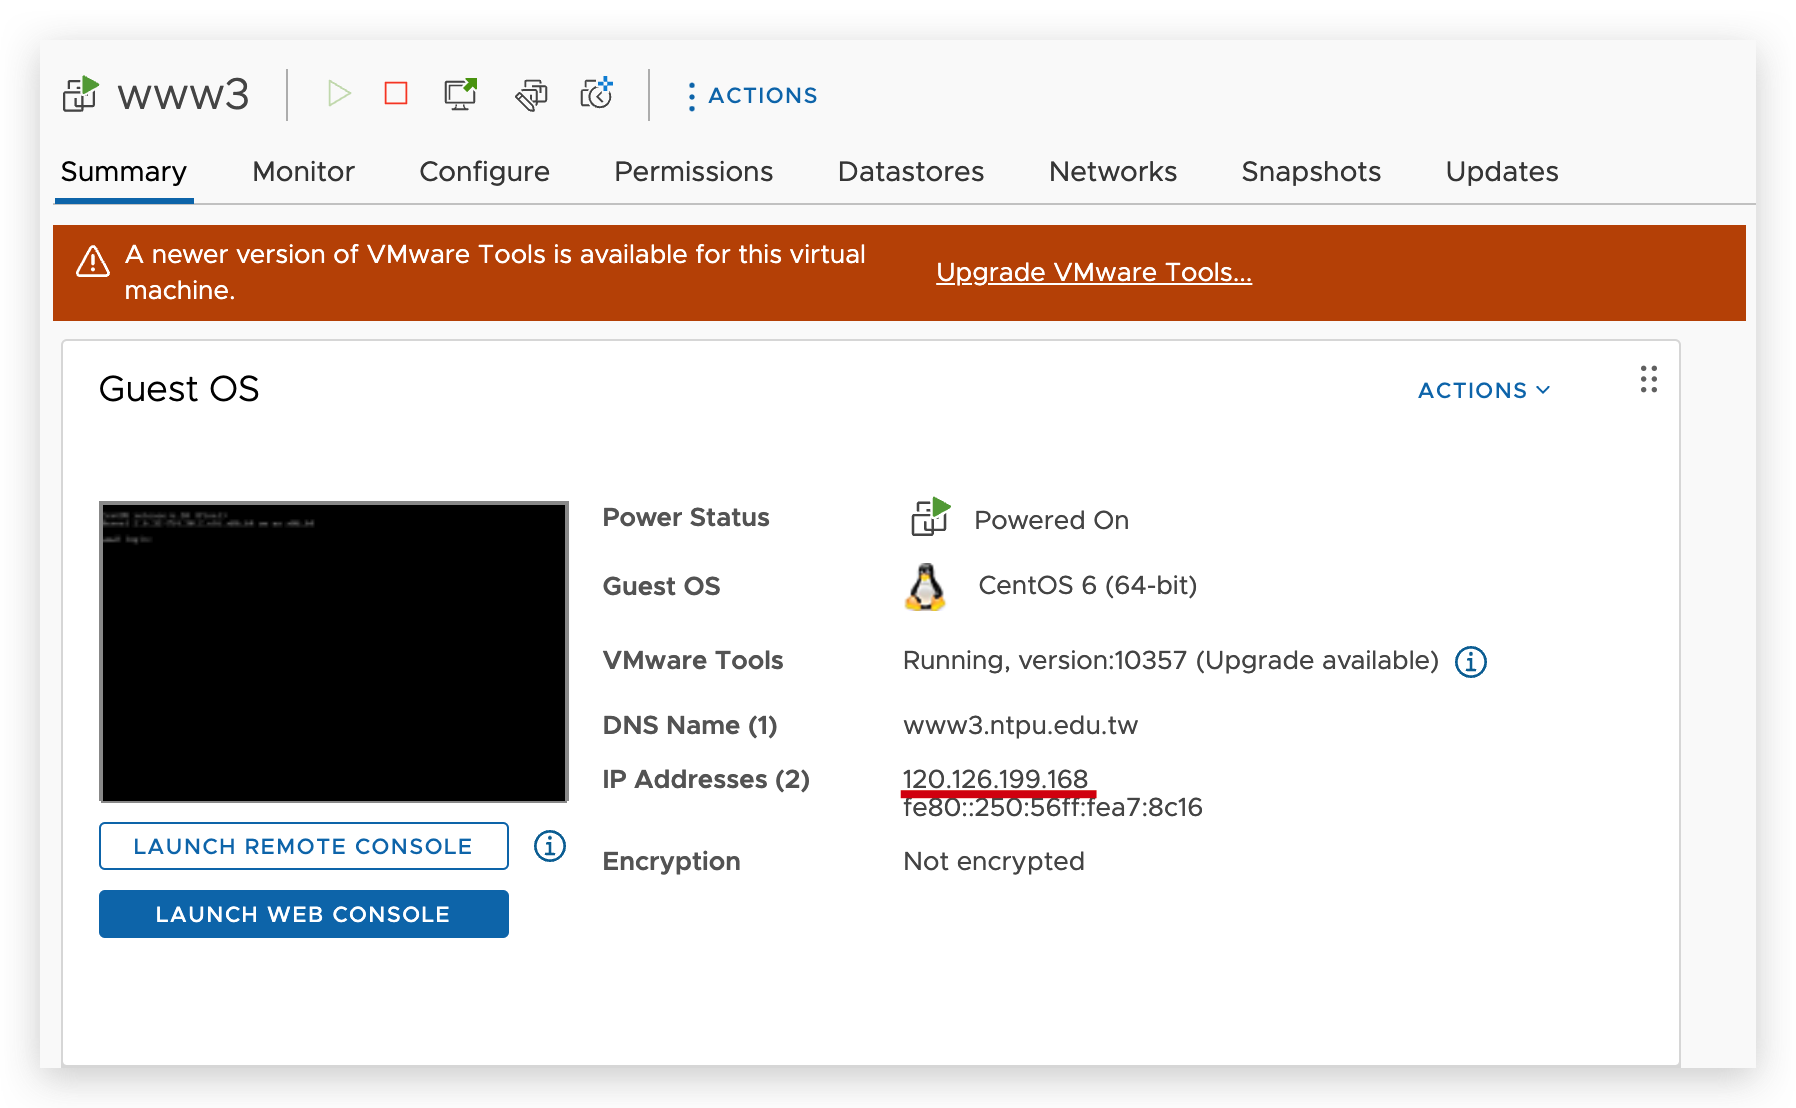 www3
ACTIONS
Summary Monitor Configure Permissions Datastores Networks Snapshots Updates
A newer version of VMware Tools is available for this virtual
machine.
Upgrade VMware Tools...
Guest OS
ACTIONS
Power Status Powered On
Guest OS CentOS 6 (64-bit)
VMware Tools Running, version:10357 (Upgrade available)
DNS Name (1) www3.ntpu.edu.tw
IP Addresses (2) 120.126.199.168
fe80::250:56ff:fea7:8c16
Encryption Not encrypted
LAUNCH REMOTE CONSOLE
LAUNCH WEB CONSOLE